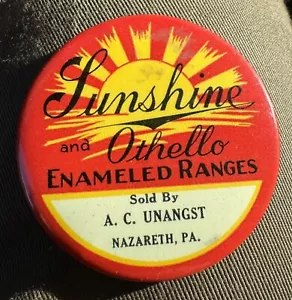 Sunshine
and Othello
ENAMELED RANGES
Sold By
A. C. UNANGST
NAZARETH, PA.